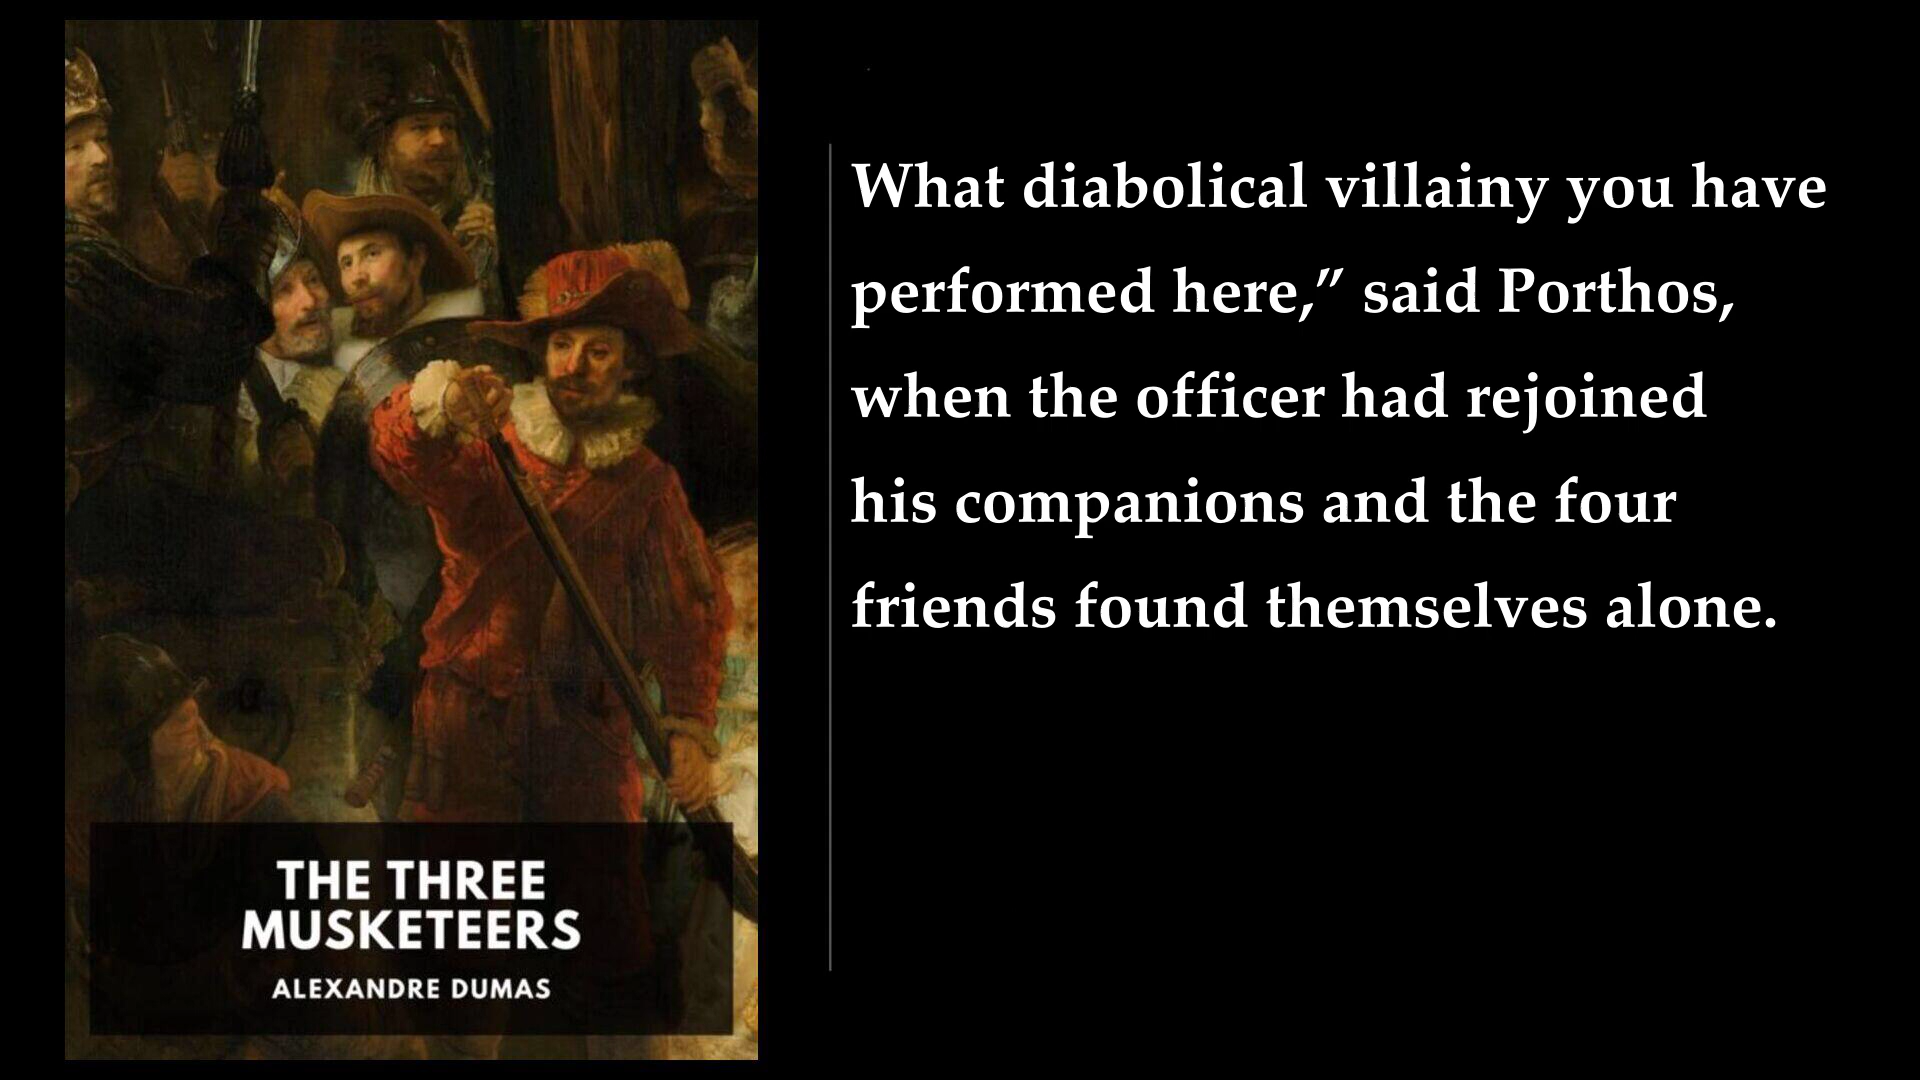 THE THREE
MUSKETEERS
ALEXANDRE DUMAS
What diabolical villainy you have
performed here,” said Porthos,
when the officer had rejoined
his companions and the four
friends found themselves alone.